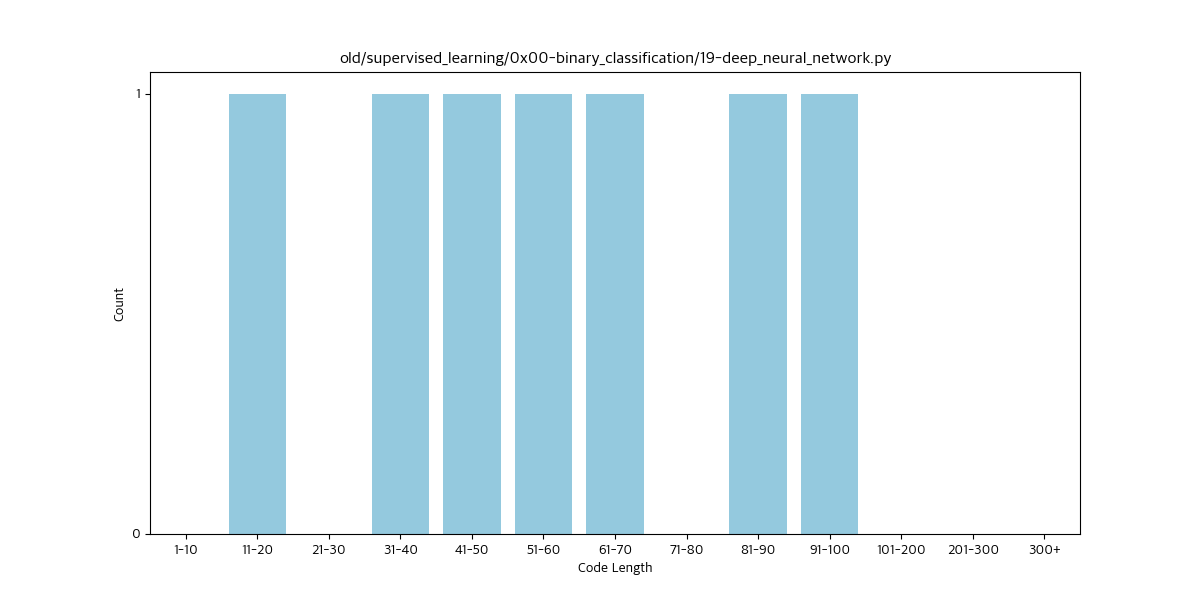 old/supervised_learning/0x00-binary_classification/19-deep_neural_network.py
1
Count
0
1-10 11-20 21-30 31-40 41-50 51-60 61-70 71-80 81-90 91-100 101-200 201-300 300+
Code Length